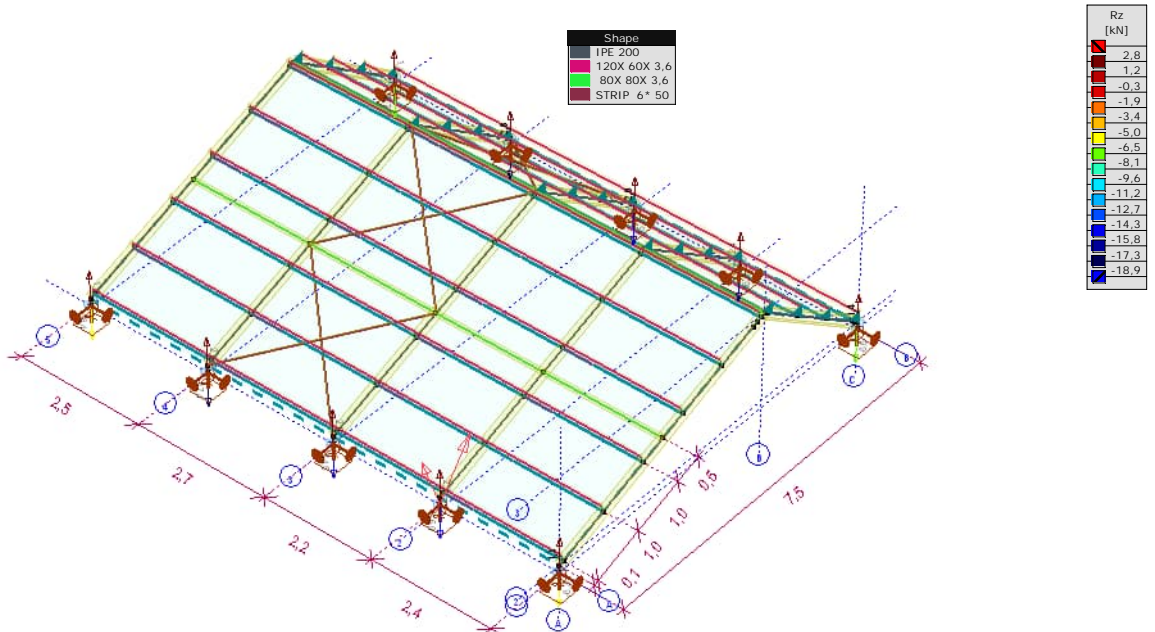 Shape
IPE 200
120X 60X 3,6
80X 80X 3,6
STRIP 6* 50
Rz
[kN]
2,8
1,2
-0,3
-1,9
-3,4
-5,0
-6,5
-8,1
-9,6
-11,2
-12,7
-14,3
-15,8
-17,3
-18,9
5
4
3
2
3
A
A
B
C
B
2,5
2,7
2,2
2,4
0,1
1,0
1,0
0,5
7,5